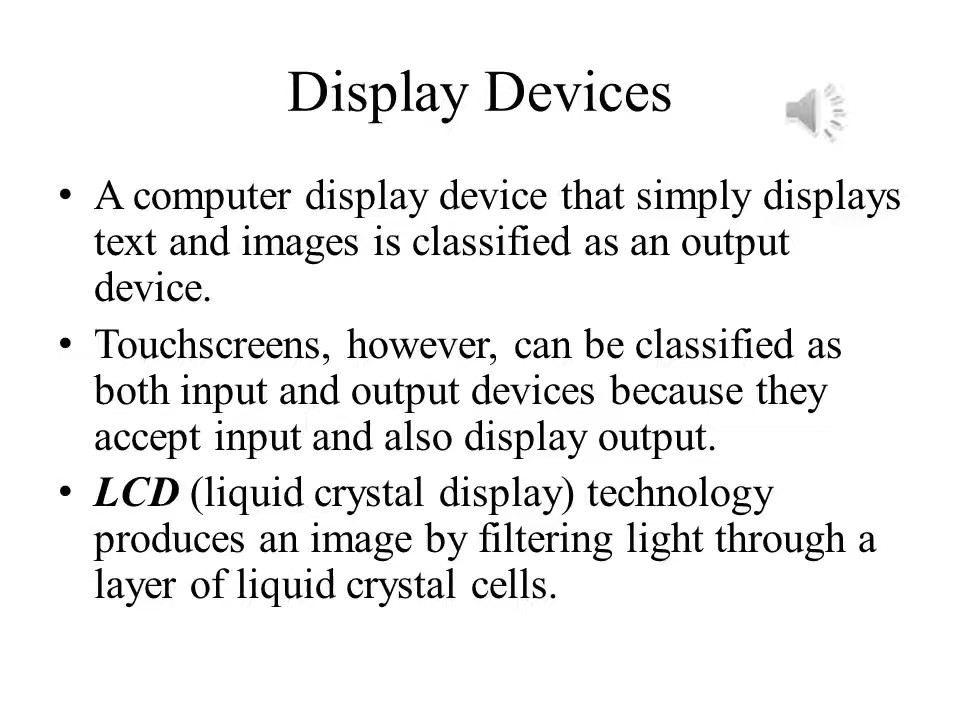 Display Devices
• A computer display device that simply displays
text and images is classified as an output
device.
• Touchscreens, however, can be classified as
both input and output devices because they
accept input and also display output.
• LCD (liquid crystal display) technology
produces an image by filtering light through a
layer of liquid crystal cells.